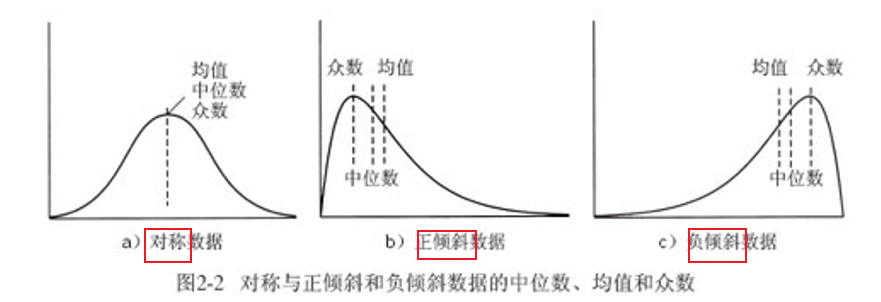 均值
中位数
众数
众数 均值
中位数
均值 众数
中位数
a）对称数据
b）正倾斜数据
c）负倾斜数据
图2-2 对称与正倾斜和负倾斜数据的中位数、均值和众数